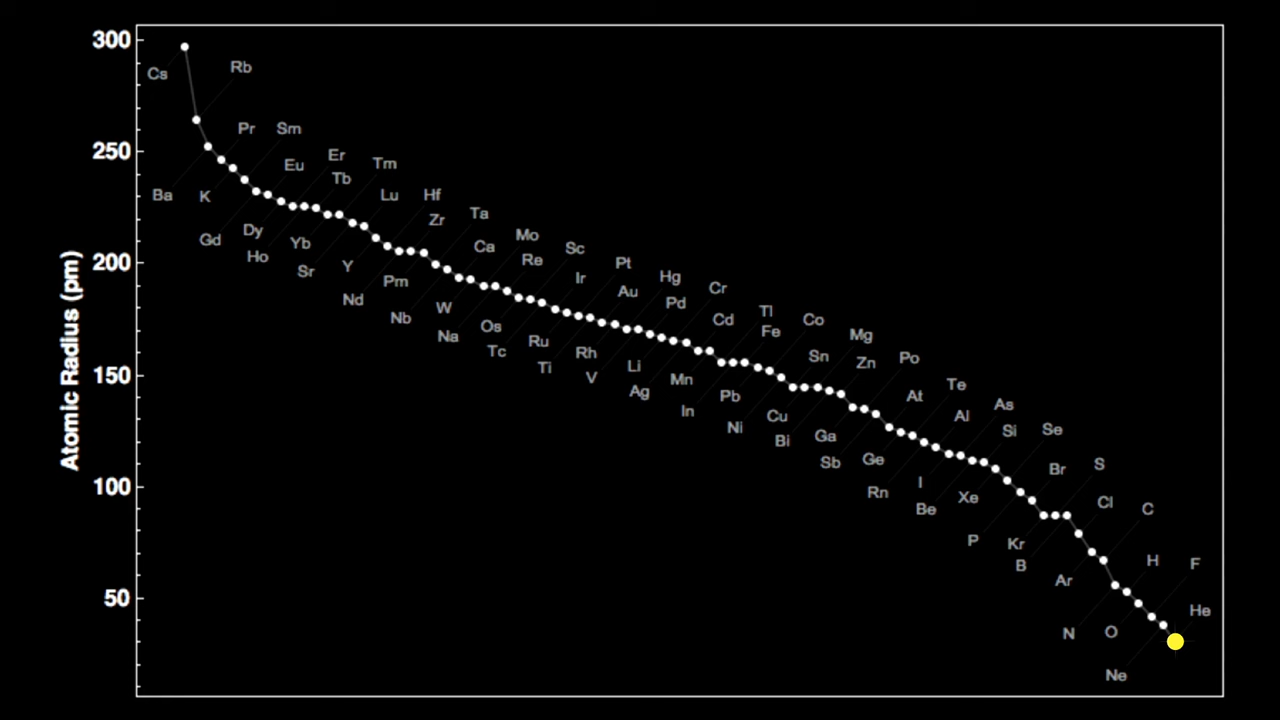 300
250
200
150
100
50
Atomic Radius (pm)
Cs
Rb
Ba
K
Pr
Sm
Gd
Eu
Dy
Ho
Er
Tb
Yb
Sr
Tm
Lu
Y
Nd
Hf
Zr
Pm
Nb
Ta
Ca
W
Na
Mo
Re
Os
Tc
Sc
Ir
Ru
Ti
Pt
Au
Rh
V
Hg
Pd
Li
Ag
Cr
Cd
Mn
In
Tl
Fe
Pb
Ni
Co
Sn
Cu
Bi
Mg
Zn
Ga
Sb
Po
At
Ge
Rn
Te
Al
I
Be
As
Si
Xe
P
Se
Br
Kr
B
S
Cl
Ar
C
H
N
O
F
He
Ne